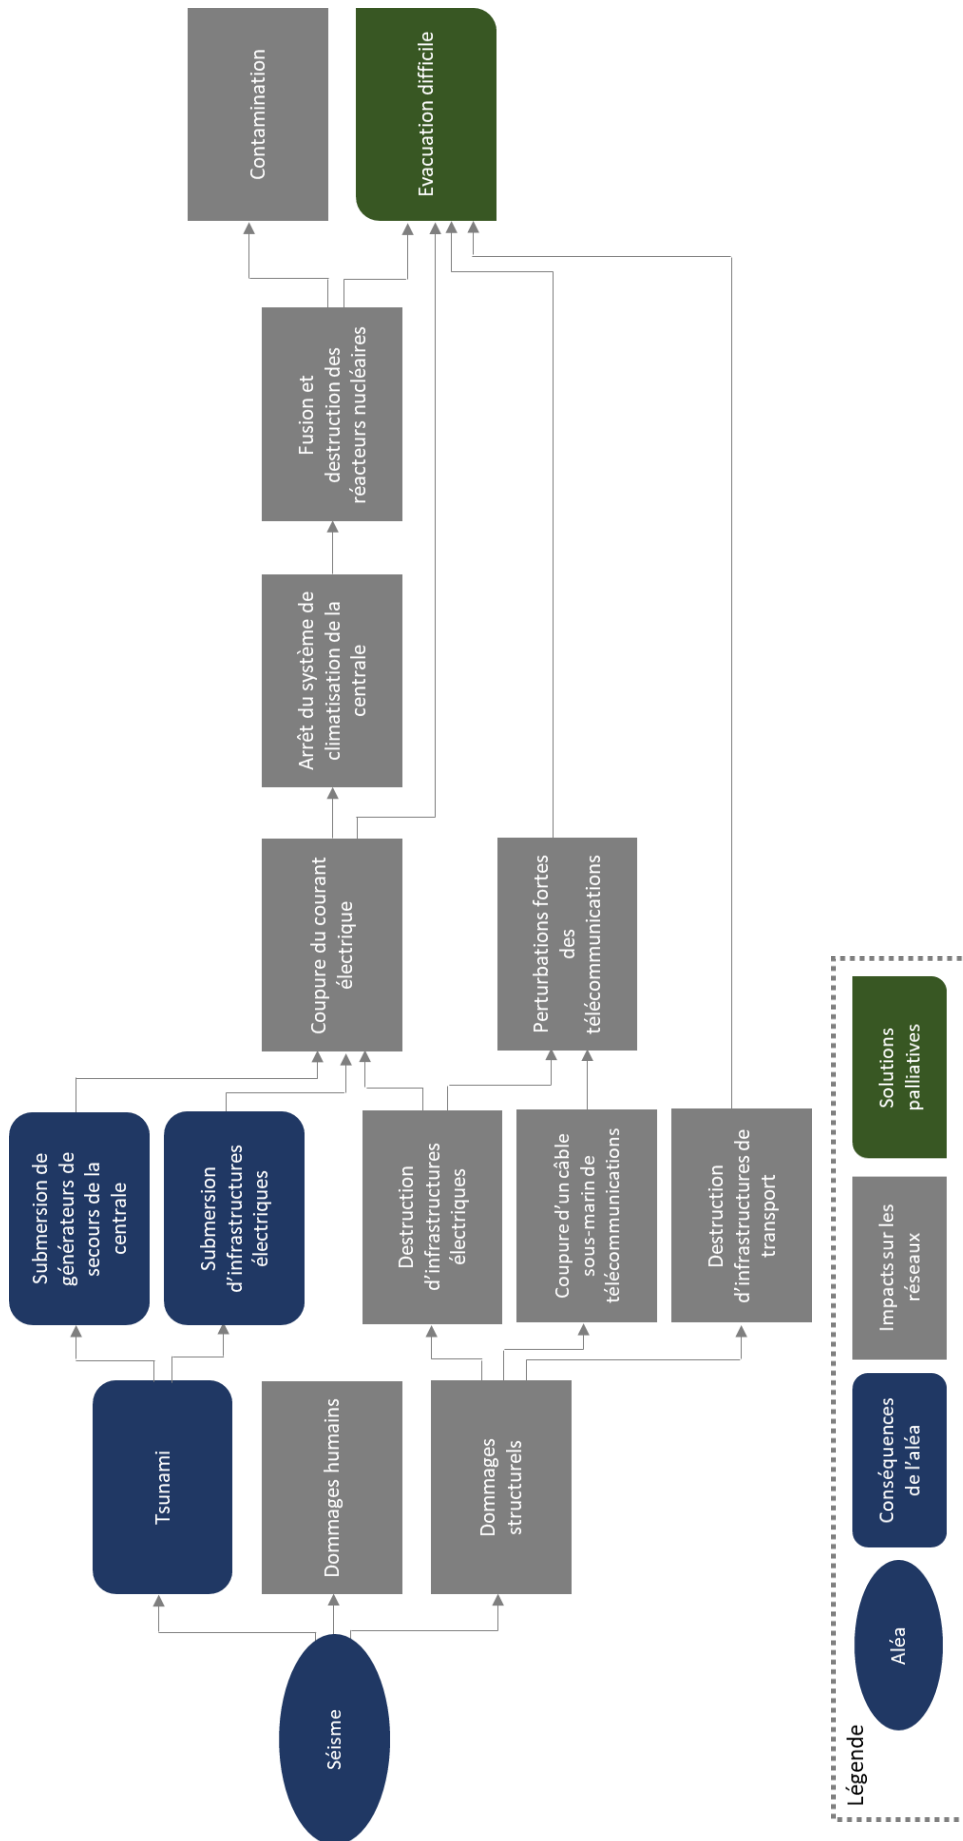 Séisme
Tsunami
Dommages humains
Dommages
structurels
Submersion de
générateurs de
secours de la
centrale
Submersion
d'infrastructures
électriques
Destruction
d'infrastructures
électriques
Coupure d'un câble
sous-marin de
télécommunications
Destruction
d'infrastructures de
transport
Coupure du courant
électrique
Perturbations fortes
des
télécommunications
Arrêt du système de
climatisation de la
centrale
Fusion et
destruction des
réacteurs nucléaires
Contamination
Evacuation difficile
Légende
Aléa
Conséquences
de l'aléa
Impacts sur les
réseaux
Solutions
palliatives